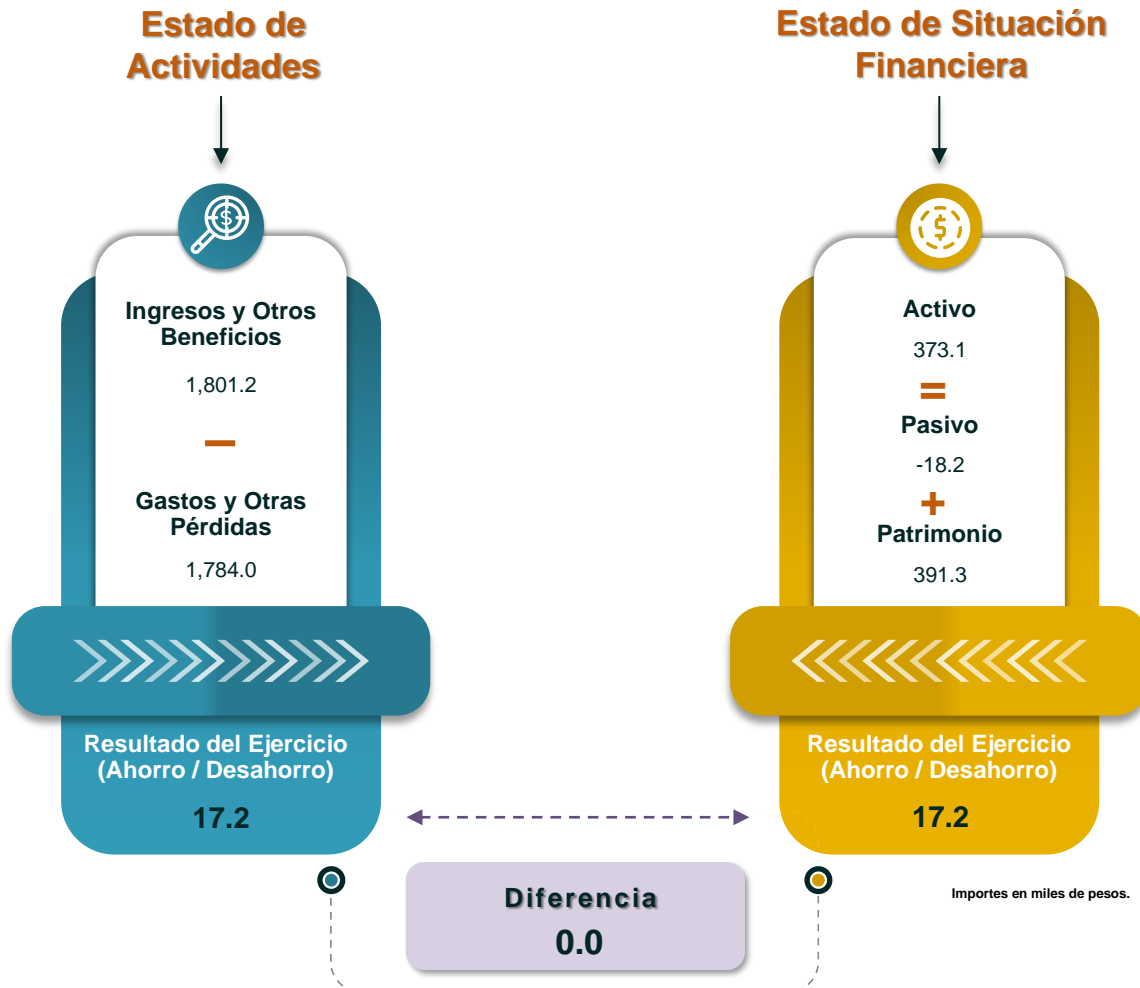 Estado de
Actividades
Ingresos y Otros
Beneficios
1,801.2
−
Gastos y Otras
Pérdidas
1,784.0
Resultado del Ejercicio
(Ahorro / Desahorro)
17.2
Estado de Situación
Financiera
$
Activo
373.1
=
Pasivo
-18.2
+
Patrimonio
391.3
Resultado del Ejercicio
(Ahorro / Desahorro)
17.2
Diferencia
0.0
Importes en miles de pesos.